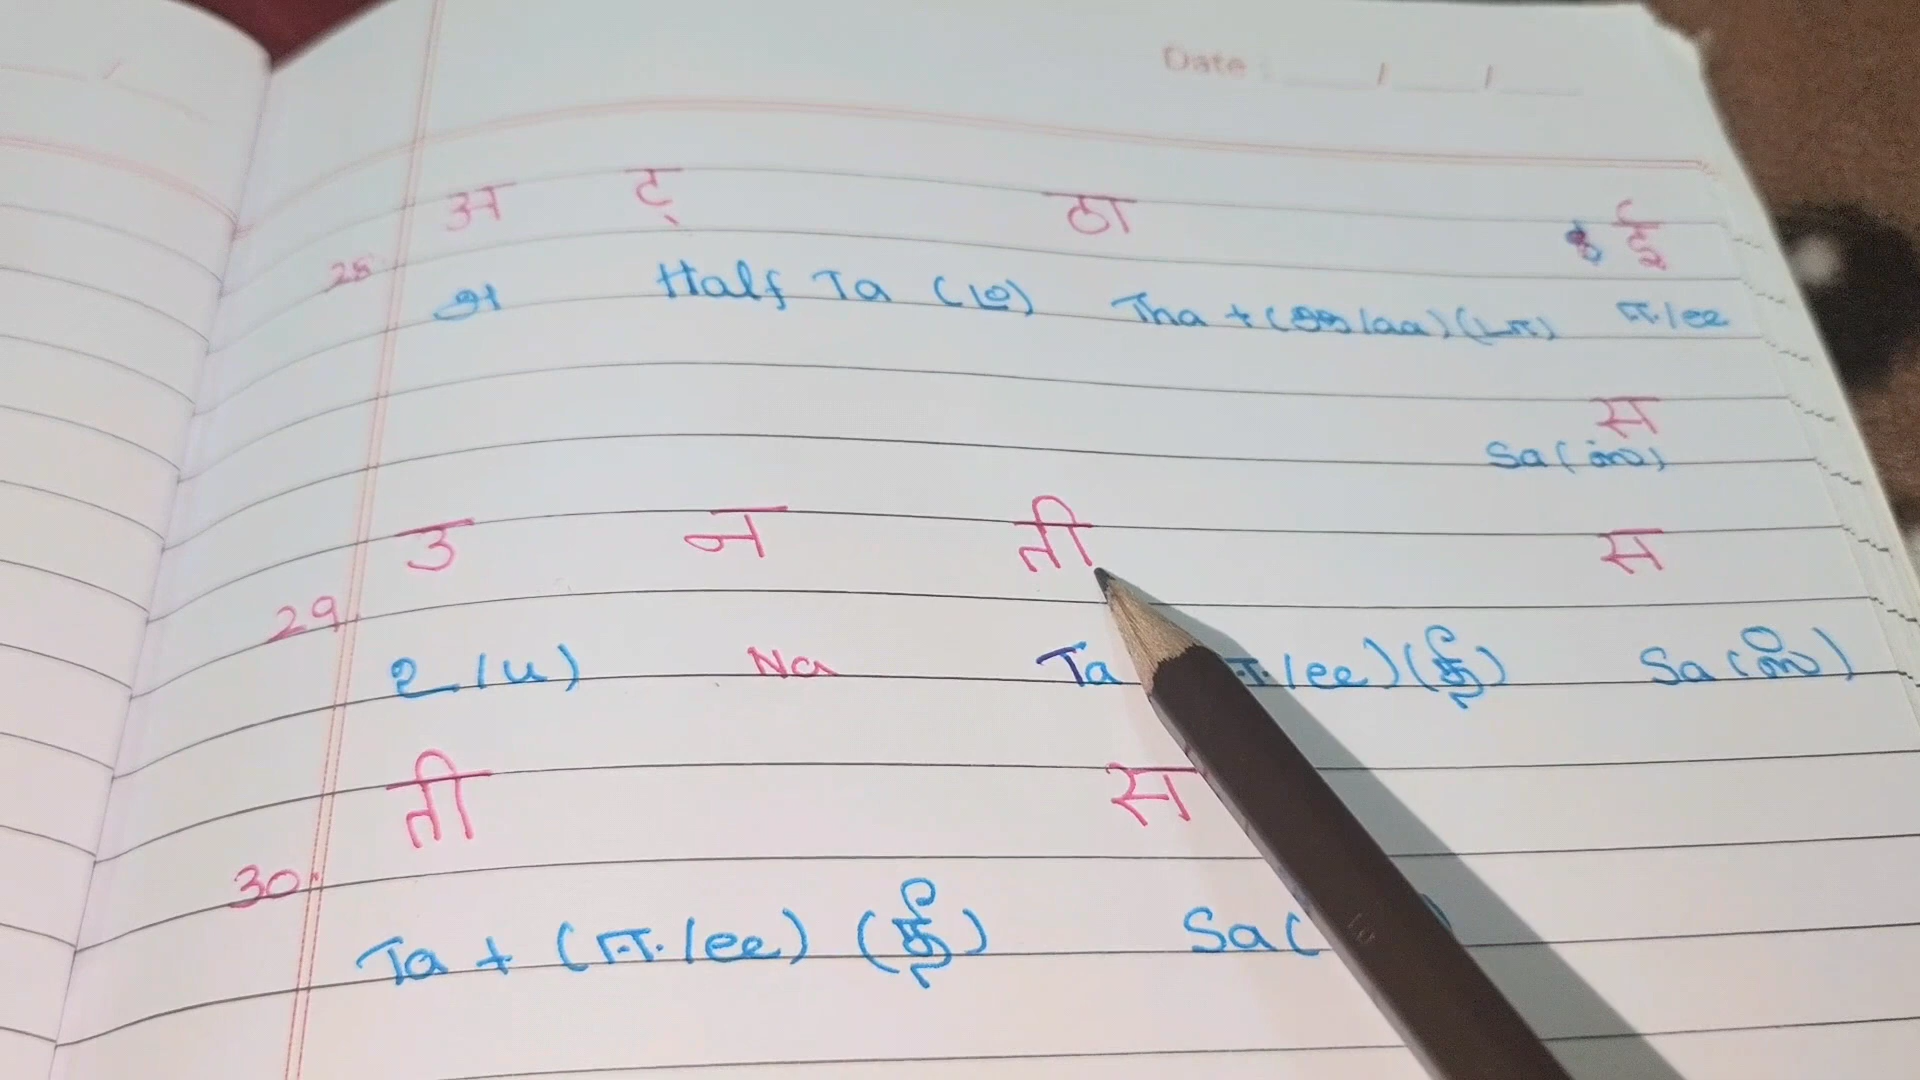 Date : / /
अ ट् ठा ई
28
அ Half Ta (ட்) Tha + (ஆ/aa) (டா) ஈ/ee
स
Sa (ஸ)
उ न ती स
29.
உ/u) Na Ta ஈ/ee) (தீ) Sa (ஸ்)
ती स
30.
Ta + (ஈ/ee) (தீ) Sa (